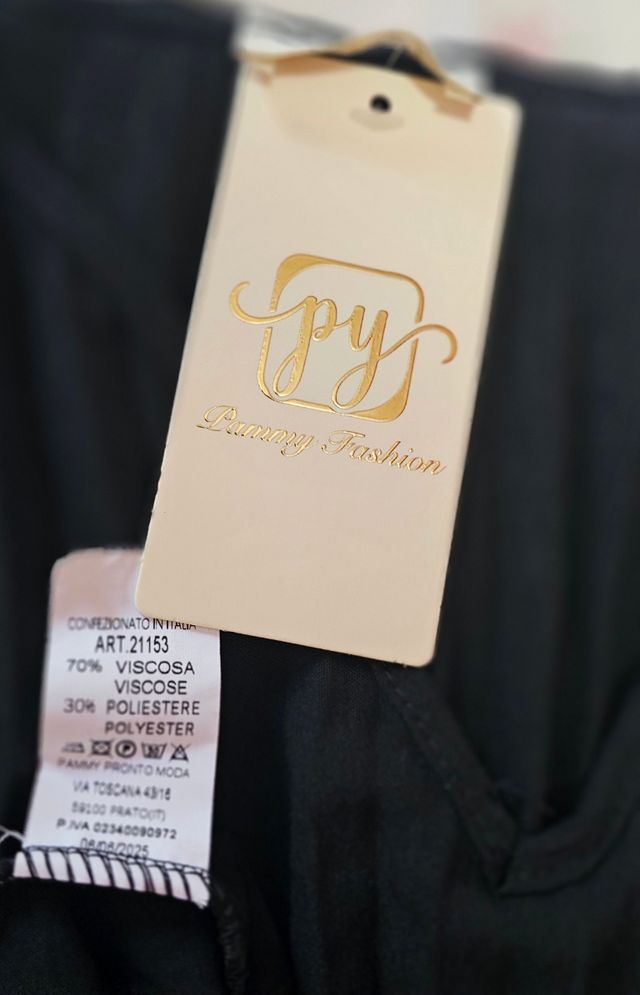 py
Pammy Fashion
CONFEZIONATO IN ITALIA
ART.21153
70% VISCOSA
VISCOSE
30% POLIESTERE
POLYESTER
PAMMY PRONTO MODA
VIA TOSCANA 43/16
59100 PRATO(IT)
P.IVA 02340090972
06/06/2025